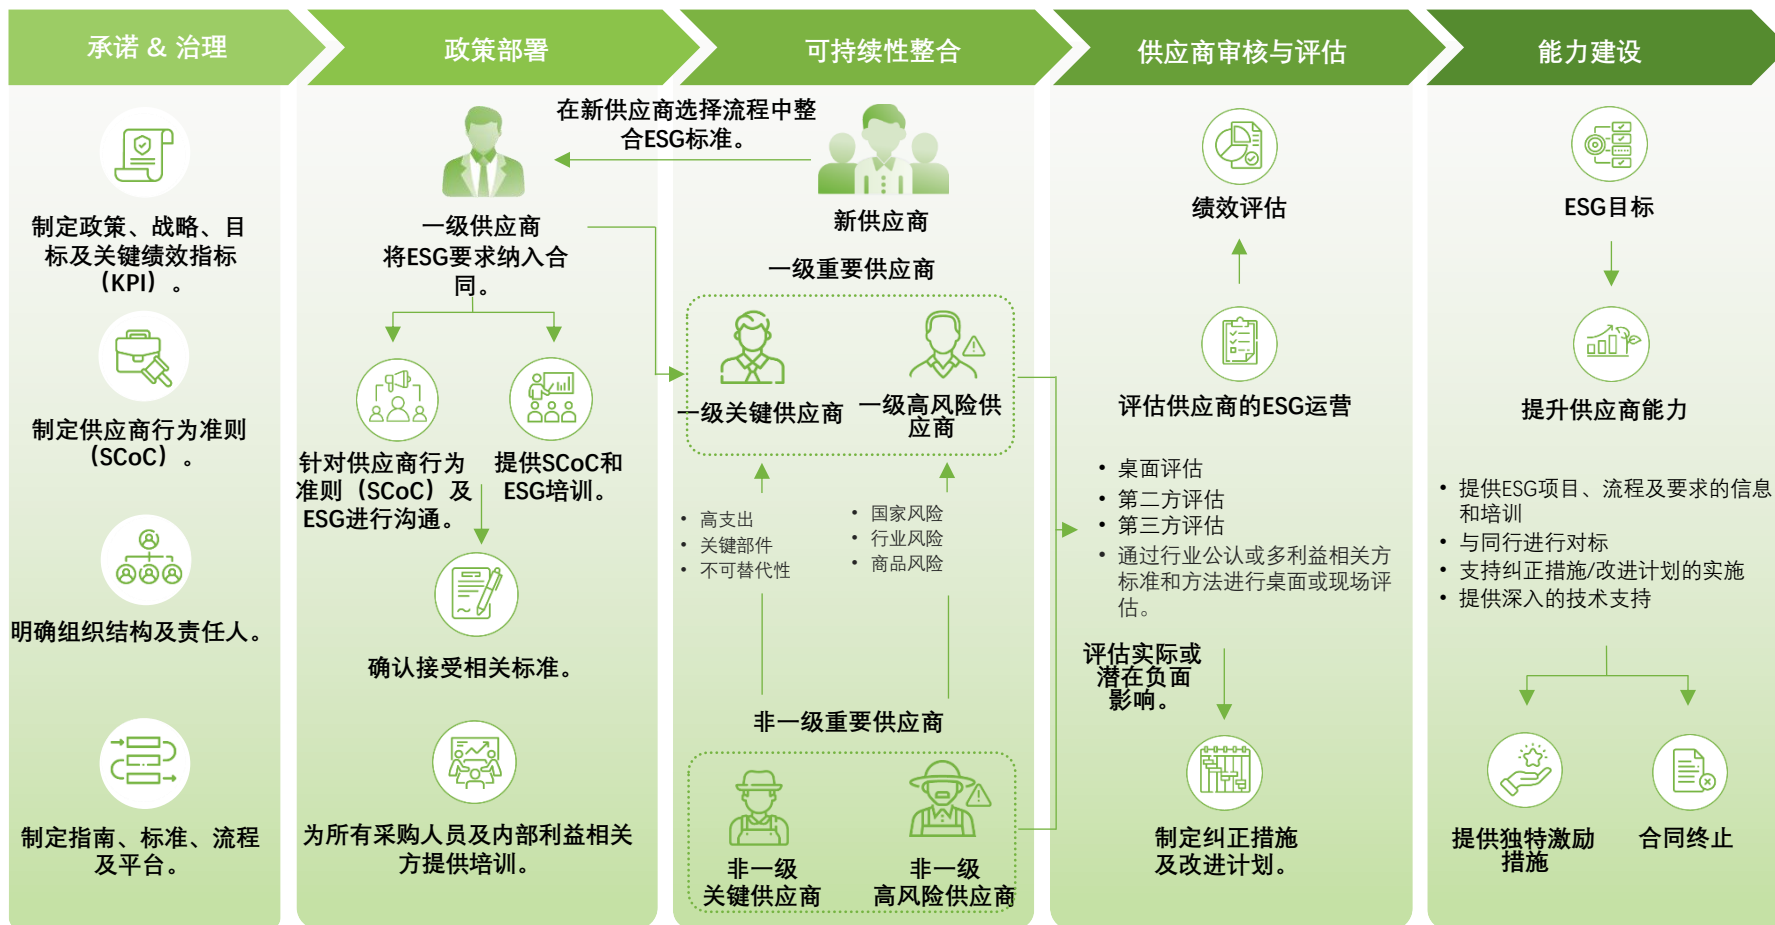 承诺 & 治理
制定政策、战略、目
标及关键绩效指标
（KPI）。
制定供应商行为准则
（SCoC）。
明确组织结构及责任人。
制定指南、标准、流程
及平台。
政策部署
一级供应商
将ESG要求纳入合
同。
针对供应商行为
准则（SCoC）及
ESG进行沟通。
提供SCoC和
ESG培训。
确认接受相关标准。
为所有采购人员及内部利益相关
方提供培训。
可持续性整合
在新供应商选择流程中整
合ESG标准。
新供应商
一级重要供应商
一级关键供应商
一级高风险供
应商
• 高支出
• 关键部件
• 不可替代性
• 国家风险
• 行业风险
• 商品风险
非一级重要供应商
非一级
关键供应商
非一级
高风险供应商
供应商审核与评估
绩效评估
评估供应商的ESG运营
• 桌面评估
• 第二方评估
• 第三方评估
• 通过行业公认或多利益相关方
标准和方法进行桌面或现场评
估。
评估实际或
潜在负面
影响。
制定纠正措施
及改进计划。
能力建设
ESG目标
提升供应商能力
• 提供ESG项目、流程及要求的信息
和培训
• 与同行进行对标
• 支持纠正措施/改进计划的实施
• 提供深入的技术支持
提供独特激励
措施
合同终止